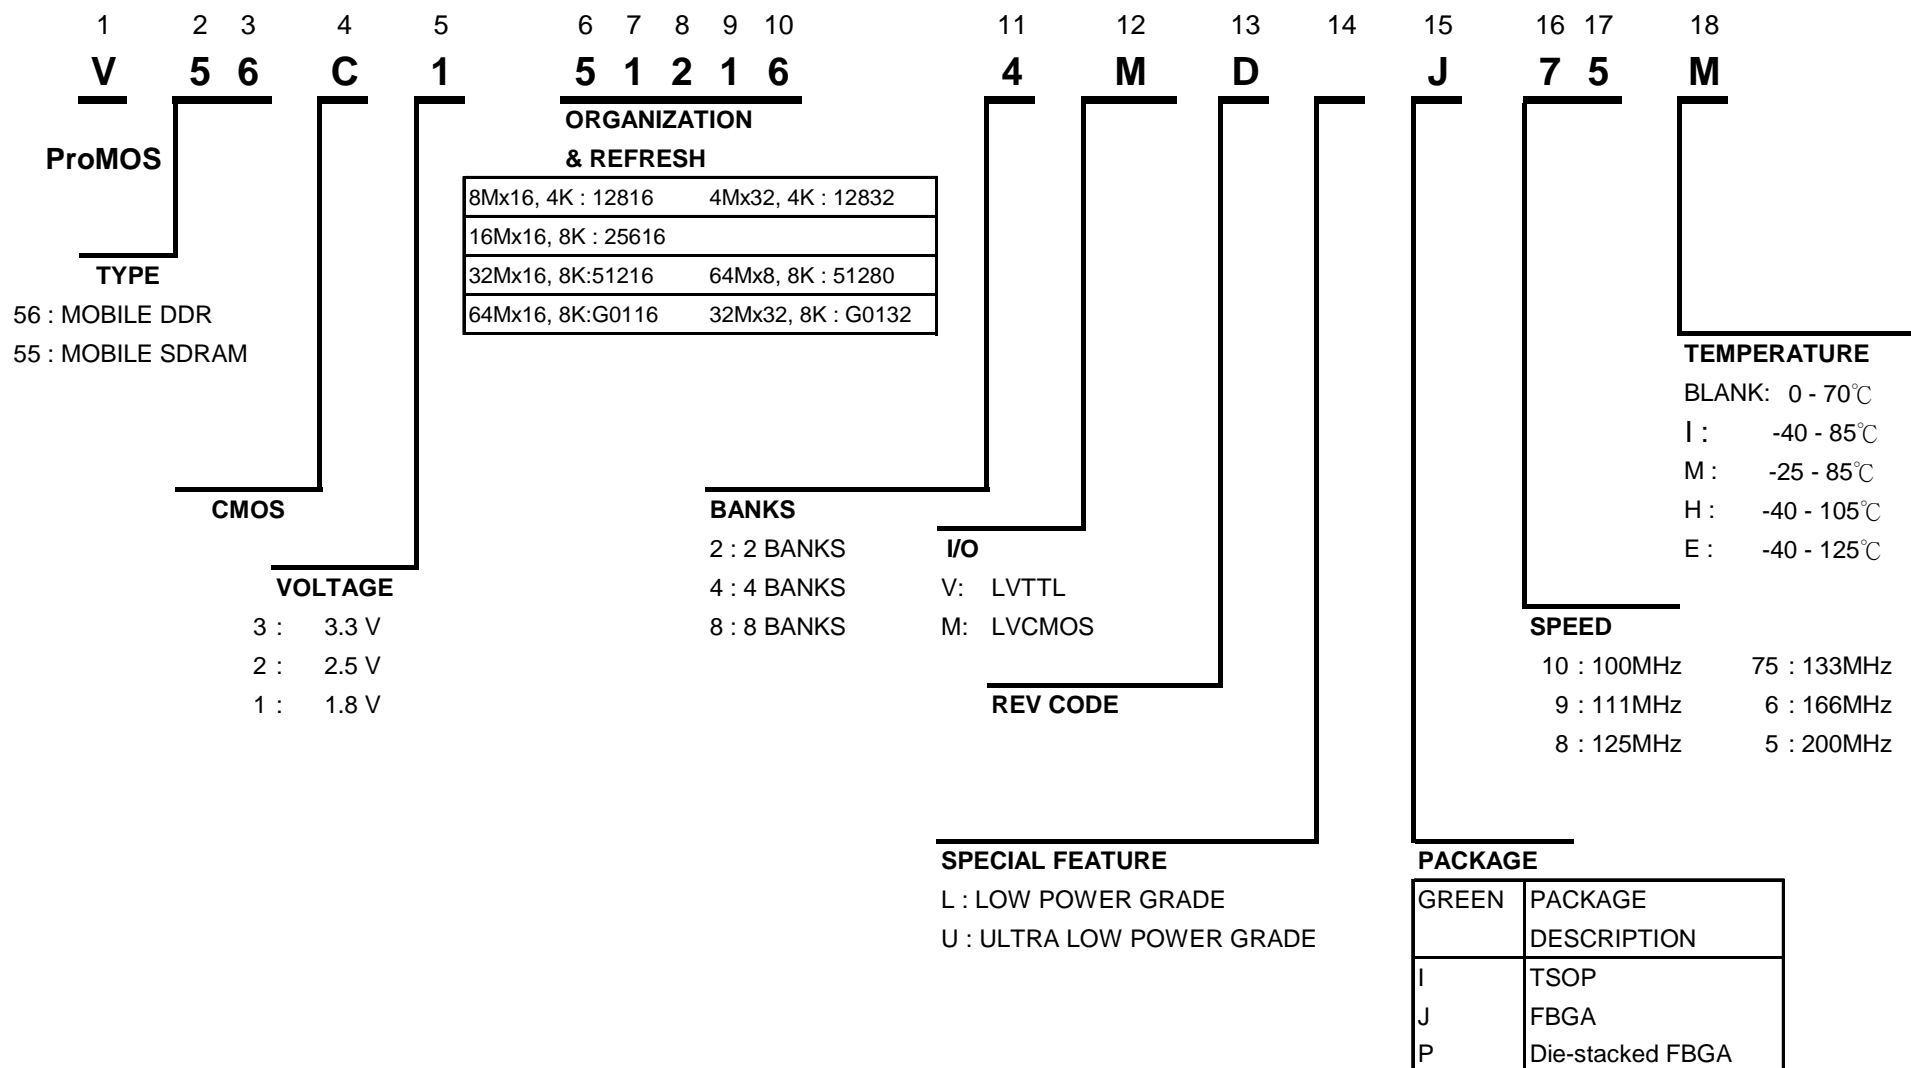 1 2 3 4 5 6 7 8 9 10 11 12 13 14 15 16 17 18
V 5 6 C 1 5 1 2 1 6 4 M D J 7 5 M
ORGANIZATION
ProMOS & REFRESH
8Mx16, 4K : 12816 4Mx32, 4K : 12832
16Mx16, 8K : 25616
TYPE
32Mx16, 8K:51216 64Mx8, 8K : 51280
56 : MOBILE DDR
64Mx16, 8K:G0116 32Mx32, 8K : G0132
55 : MOBILE SDRAM
TEMPERATURE
BLANK: 0 - 70℃
I : -40 - 85℃
M : -25 - 85℃
H : -40 - 105℃
E : -40 - 125℃
CMOS
BANKS
2 : 2 BANKS
4 : 4 BANKS
8 : 8 BANKS
I/O
V: LVTTL
M: LVCMOS
VOLTAGE
3 : 3.3 V
2 : 2.5 V
1 : 1.8 V
SPEED
10 : 100MHz 75 : 133MHz
9 : 111MHz 6 : 166MHz
8 : 125MHz 5 : 200MHz
REV CODE
SPECIAL FEATURE
L : LOW POWER GRADE
U : ULTRA LOW POWER GRADE
PACKAGE
GREEN PACKAGE
DESCRIPTION
I TSOP
J FBGA
P Die-stacked FBGA